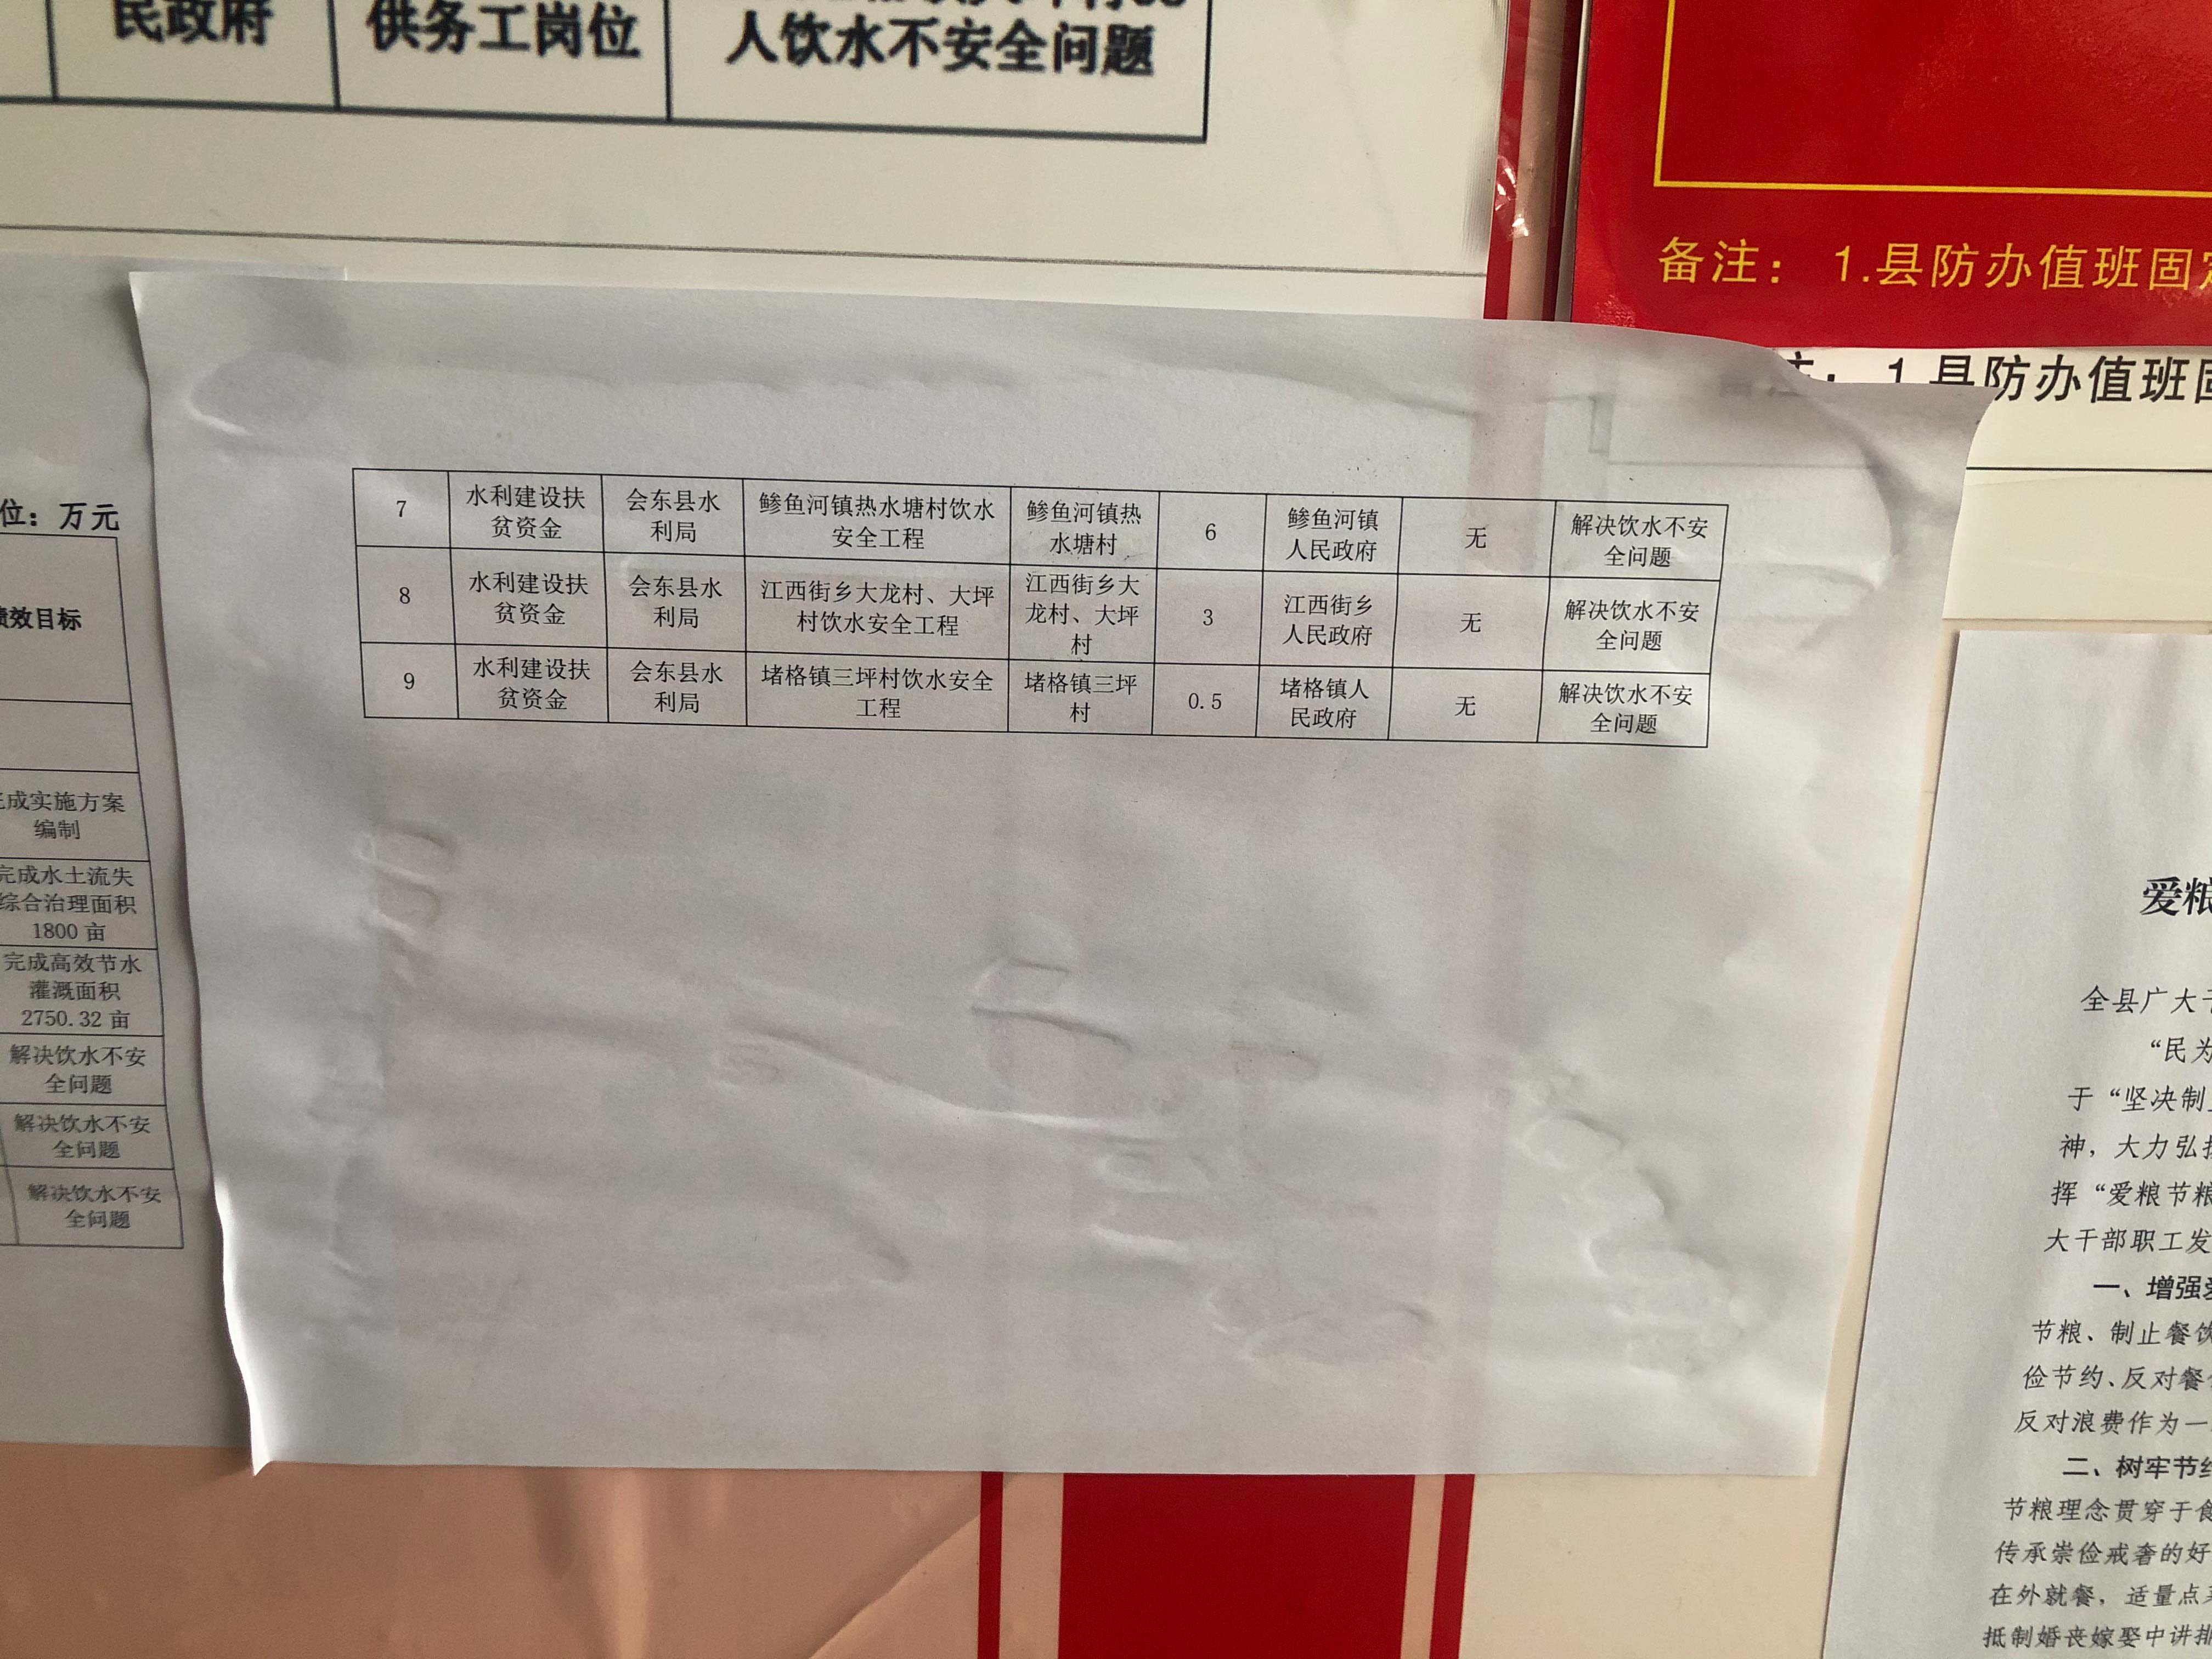 民政府
供务工岗位
人饮水不安全问题
备注： 1.县防办值班固
1.县防办值班
位：万元
效目标
成实施方案
编制
完成水土流失
综合治理面积
1800 亩
完成高效节水
灌溉面积
2750.32 亩
解决饮水不安
全问题
解决饮水不安
全问题
解决饮水不安
全问题
7
水利建设扶
贫资金
会东县水
利局
鲹鱼河镇热水塘村饮水
安全工程
鲹鱼河镇热
水塘村
6
鲹鱼河镇
人民政府
无
解决饮水不安
全问题
8
水利建设扶
贫资金
会东县水
利局
江西街乡大龙村、大坪
村饮水安全工程
江西街乡大
龙村、大坪
村
3
江西街乡
人民政府
无
解决饮水不安
全问题
9
水利建设扶
贫资金
会东县水
利局
堵格镇三坪村饮水安全
工程
堵格镇三坪
村
0.5
堵格镇人
民政府
无
解决饮水不安
全问题
爱粮
全县广大
“民为
于“坚决制
神，大力弘
挥“爱粮节粮
大干部职工发
一、增强
节粮、制止餐饮
俭节约、反对餐
反对浪费作为一
二、树牢节
节粮理念贯穿于食
传承崇俭戒奢的好
在外就餐，适量点
抵制婚丧嫁娶中讲排